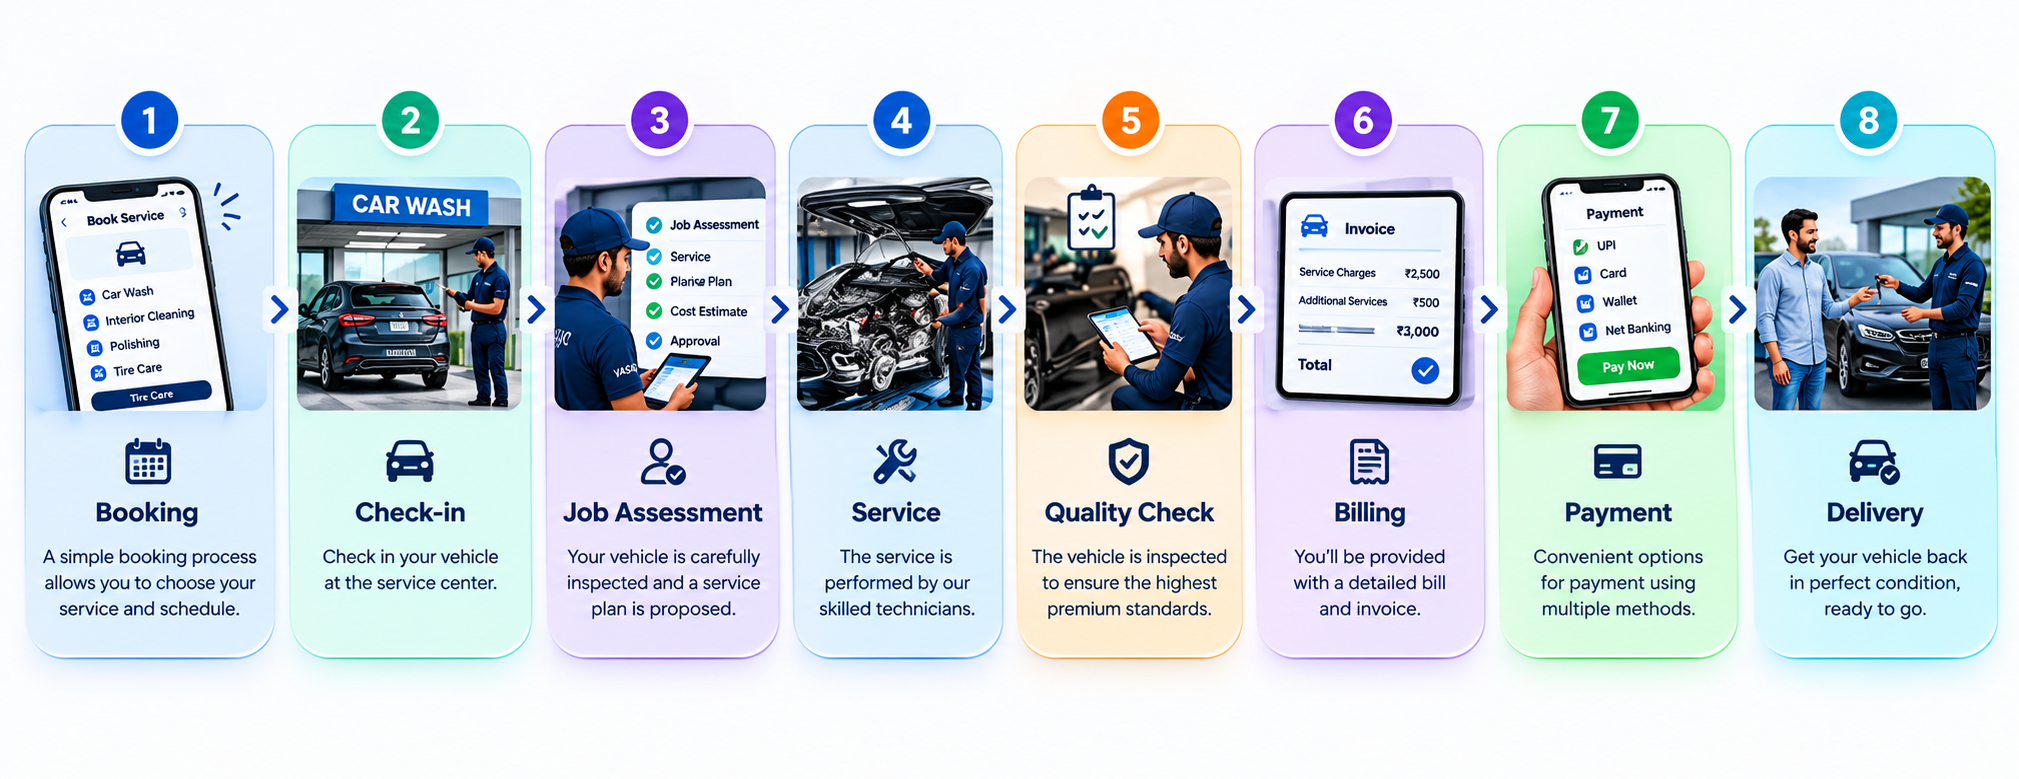 1
Book Service
Car Wash
Interior Cleaning
Polishing
Tire Care
Tire Care
Booking
A simple booking process
allows you to choose your
service and schedule.
2
CAR WASH
Check-in
Check in your vehicle
at the service center.
3
Job Assessment
Service
Plan
Cost Estimate
Approval
Job Assessment
Your vehicle is carefully
inspected and a service
plan is proposed.
4
Service
The service is
performed by our
skilled technicians.
5
Quality Check
The vehicle is inspected
to ensure the highest
premium standards.
6
Invoice
Service Charges ₹2,500
Additional Services ₹500
₹3,000
Total
Billing
You'll be provided
with a detailed bill
and invoice.
7
Payment
UPI
Card
Wallet
Net Banking
Pay Now
Payment
Convenient options
for payment using
multiple methods.
8
Delivery
Get your vehicle back
in perfect condition,
ready to go.